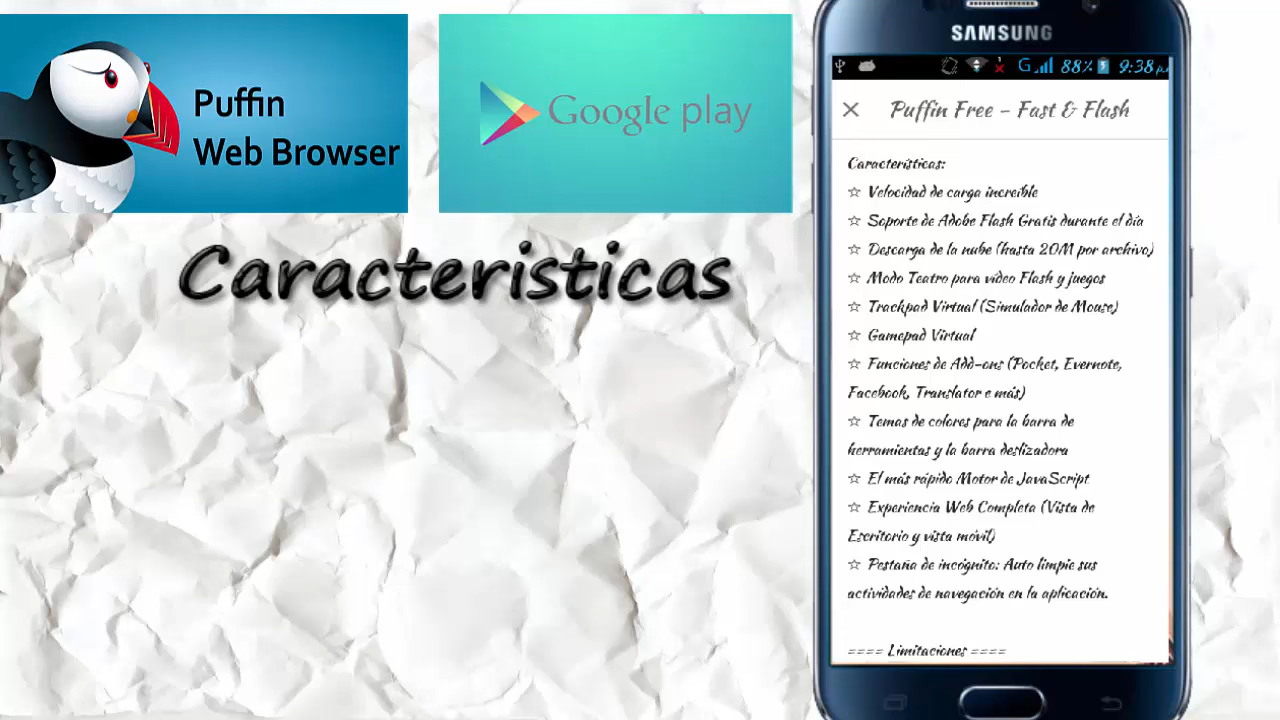 Puffin
Web Browser
Google play
Caracteristicas
SAMSUNG
G 88% 9:38 p.
Puffin Free - Fast & Flash
Características:
☆ Velocidad de carga increíble
☆ Soporte de Adobe Flash Gratis durante el día
☆ Descarga de la nube (hasta 20M por archivo)
☆ Modo Teatro para vídeo Flash y juegos
☆ Trackpad Virtual (Simulador de Mouse)
☆ Gamepad Virtual
☆ Funciones de Add-ons (Pocket, Evernote,
Facebook, Translator e más)
☆ Temas de colores para la barra de
herramientas y la barra deslizadora
☆ El más rápido Motor de JavaScript
☆ Experiencia Web Completa (Vista de
Escritorio y vista móvil)
☆ Pestaña de incógnito: Auto limpie sus
actividades de navegación en la aplicación.
==== Limitaciones ====